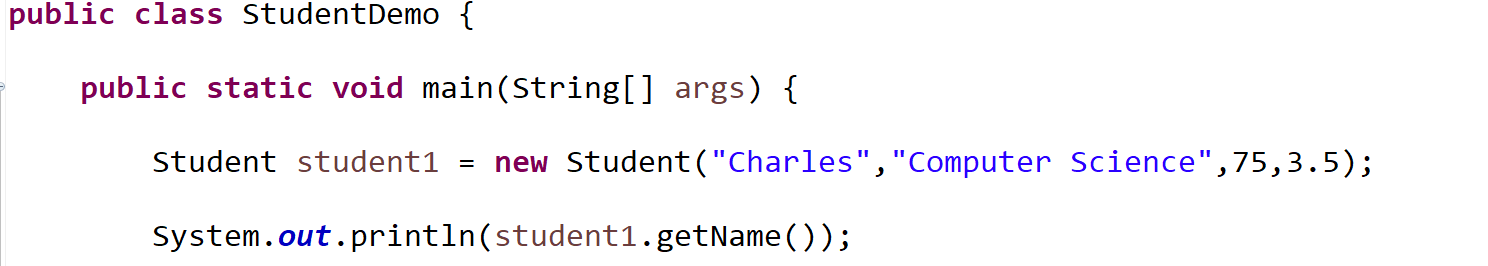 public class StudentDemo {
public static void main(String[] args) {
Student student1 = new Student("Charles","Computer Science",75,3.5);
System.out.println(student1.getName());